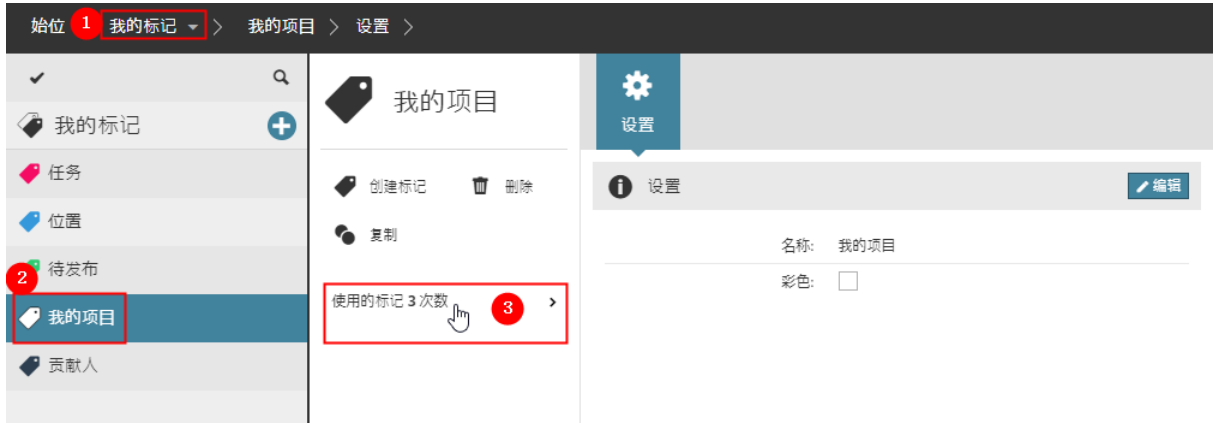 始位 1 我的标记 > 我的项目 > 设置 >
我的标记
任务
位置
待发布
2
我的项目
贡献人
我的项目
创建标记 删除
复制
使用的标记 3 次数 3
设置
设置 编辑
名称: 我的项目
彩色: